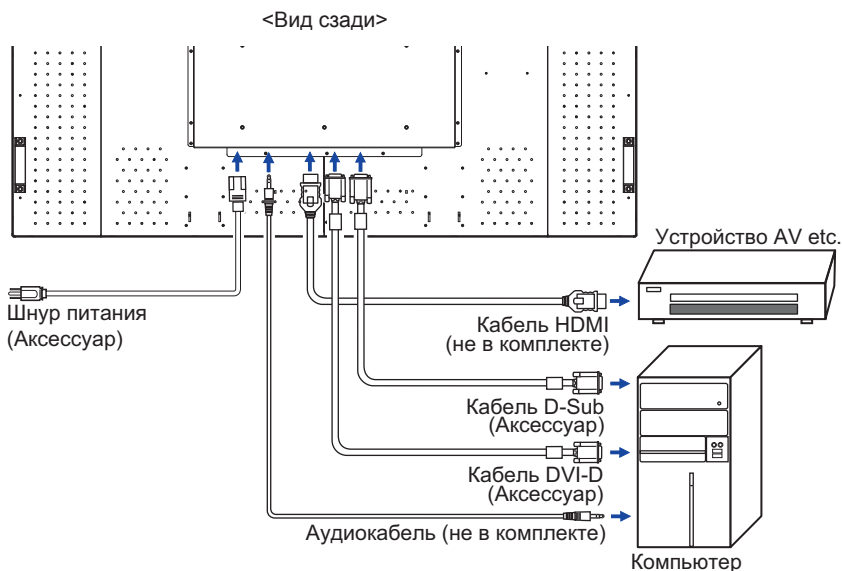 <Вид сзади>
Устройство AV etc.
Шнур питания
(Аксессуар)
Кабель HDMI
(не в комплекте)
Кабель D-Sub
(Аксессуар)
Кабель DVI-D
(Аксессуар)
Аудиокабель (не в комплекте)
Компьютер